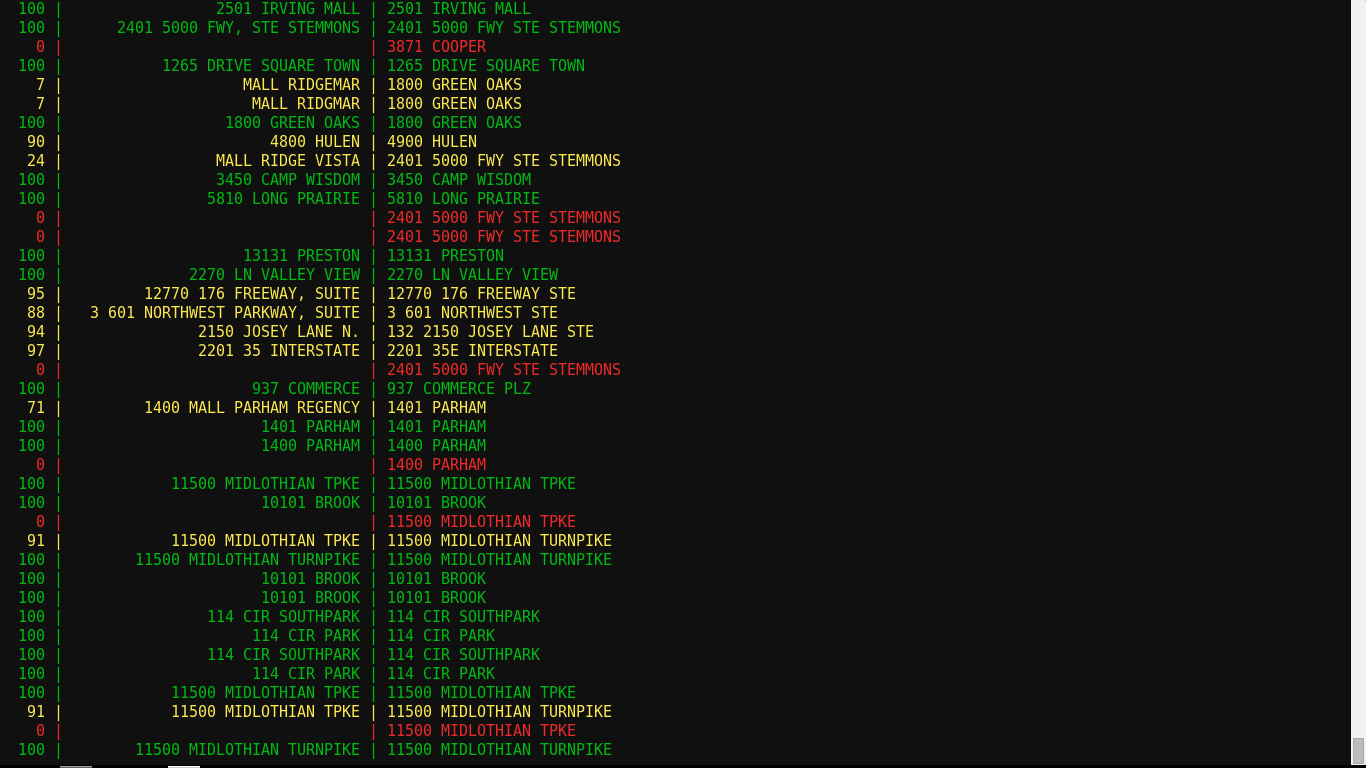 100 | 2501 IRVING MALL | 2501 IRVING MALL
100 | 2401 5000 FWY, STE STEMMONS | 2401 5000 FWY STE STEMMONS
0 | | 3871 COOPER
100 | 1265 DRIVE SQUARE TOWN | 1265 DRIVE SQUARE TOWN
7 | MALL RIDGEMAR | 1800 GREEN OAKS
7 | MALL RIDGMAR | 1800 GREEN OAKS
100 | 1800 GREEN OAKS | 1800 GREEN OAKS
90 | 4800 HULEN | 4900 HULEN
24 | MALL RIDGE VISTA | 2401 5000 FWY STE STEMMONS
100 | 3450 CAMP WISDOM | 3450 CAMP WISDOM
100 | 5810 LONG PRAIRIE | 5810 LONG PRAIRIE
0 | | 2401 5000 FWY STE STEMMONS
0 | | 2401 5000 FWY STE STEMMONS
100 | 13131 PRESTON | 13131 PRESTON
100 | 2270 LN VALLEY VIEW | 2270 LN VALLEY VIEW
95 | 12770 176 FREEWAY, SUITE | 12770 176 FREEWAY STE
88 | 3 601 NORTHWEST PARKWAY, SUITE | 3 601 NORTHWEST STE
94 | 2150 JOSEY LANE N. | 132 2150 JOSEY LANE STE
97 | 2201 35 INTERSTATE | 2201 35E INTERSTATE
0 | | 2401 5000 FWY STE STEMMONS
100 | 937 COMMERCE | 937 COMMERCE PLZ
71 | 1400 MALL PARHAM REGENCY | 1401 PARHAM
100 | 1401 PARHAM | 1401 PARHAM
100 | 1400 PARHAM | 1400 PARHAM
0 | | 1400 PARHAM
100 | 11500 MIDLOTHIAN TPKE | 11500 MIDLOTHIAN TPKE
100 | 10101 BROOK | 10101 BROOK
0 | | 11500 MIDLOTHIAN TPKE
91 | 11500 MIDLOTHIAN TPKE | 11500 MIDLOTHIAN TURNPIKE
100 | 11500 MIDLOTHIAN TURNPIKE | 11500 MIDLOTHIAN TURNPIKE
100 | 10101 BROOK | 10101 BROOK
100 | 10101 BROOK | 10101 BROOK
100 | 114 CIR SOUTHPARK | 114 CIR SOUTHPARK
100 | 114 CIR PARK | 114 CIR PARK
100 | 114 CIR SOUTHPARK | 114 CIR SOUTHPARK
100 | 114 CIR PARK | 114 CIR PARK
100 | 11500 MIDLOTHIAN TPKE | 11500 MIDLOTHIAN TPKE
91 | 11500 MIDLOTHIAN TPKE | 11500 MIDLOTHIAN TURNPIKE
0 | | 11500 MIDLOTHIAN TPKE
100 | 11500 MIDLOTHIAN TURNPIKE | 11500 MIDLOTHIAN TURNPIKE